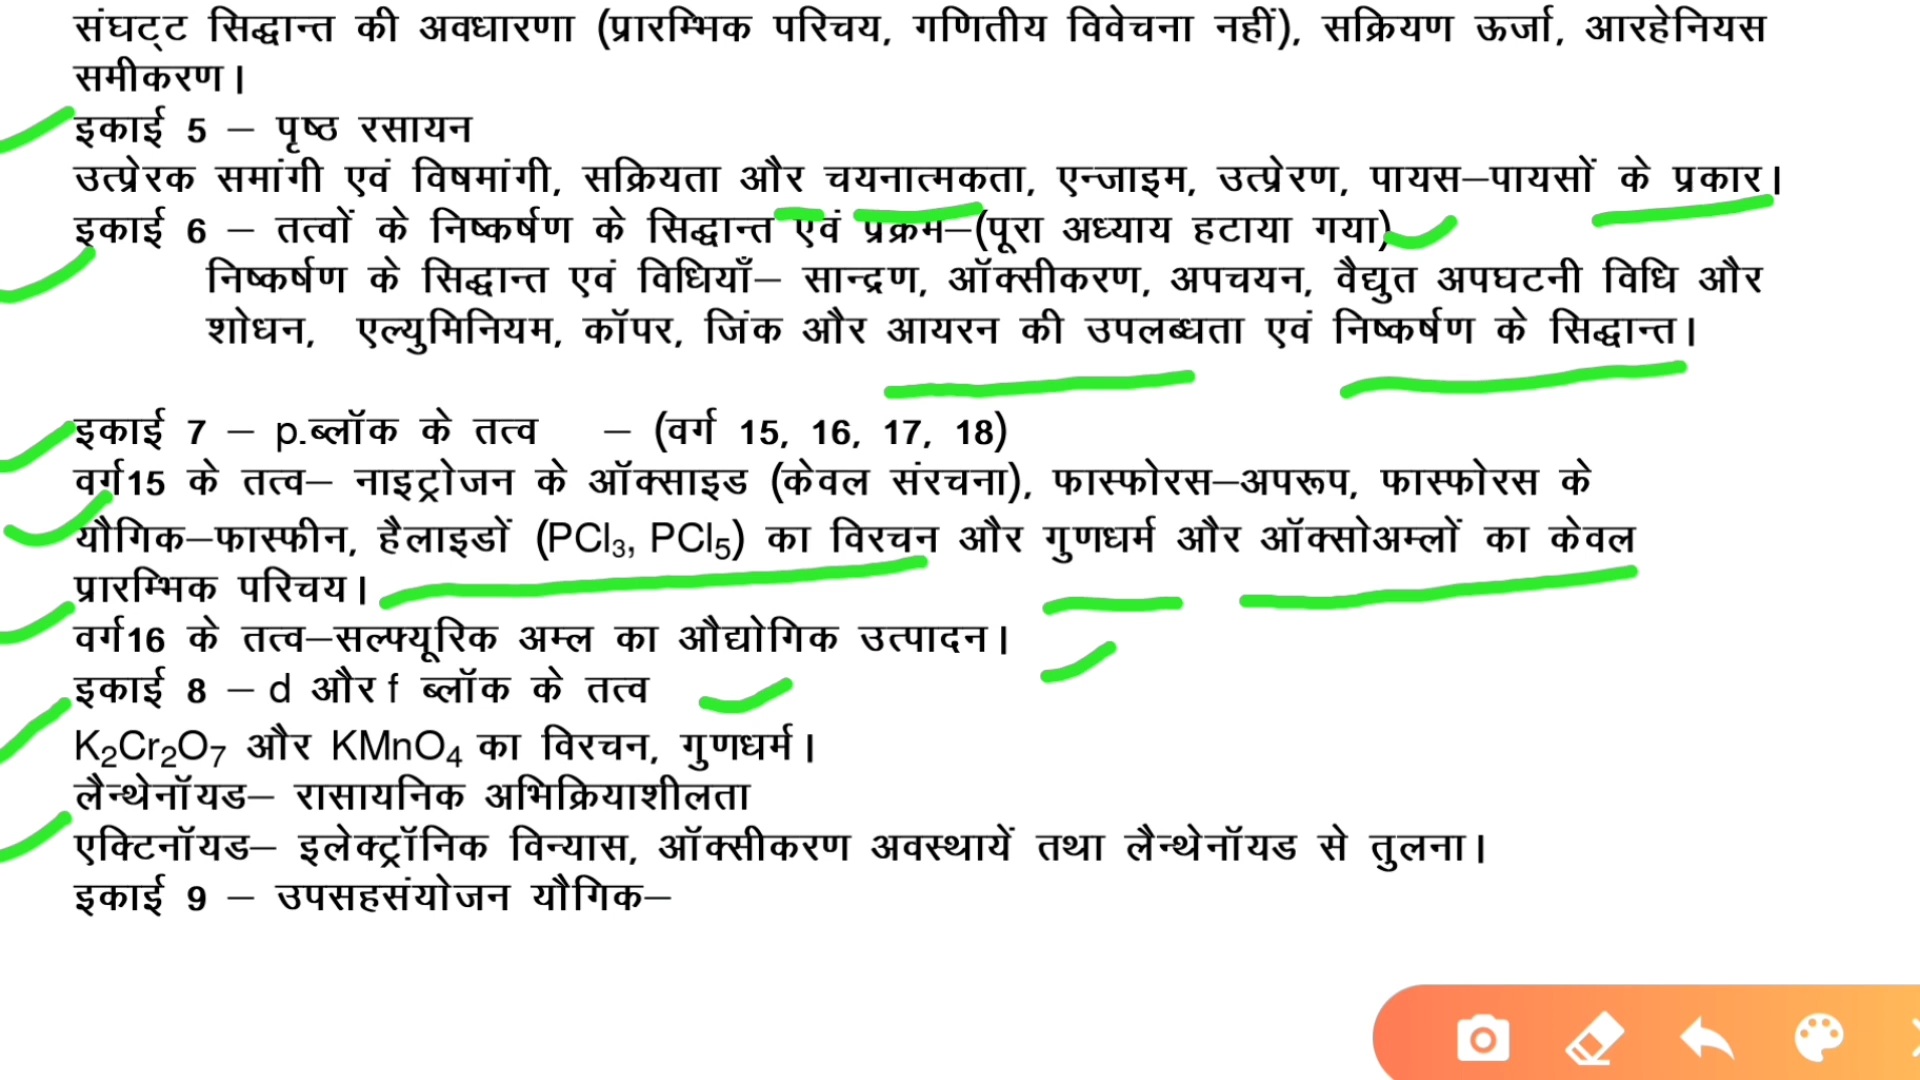 संघट्ट सिद्धान्त की अवधारणा (प्रारम्भिक परिचय, गणितीय विवेचना नहीं), सक्रियण ऊर्जा, आरहेनियस
समीकरण।
इकाई 5 – पृष्ठ रसायन
उत्प्रेरक समांगी एवं विषमांगी, सक्रियता और चयनात्मकता, एन्जाइम, उत्प्रेरण, पायस–पायसों के प्रकार।
इकाई 6 – तत्वों के निष्कर्षण के सिद्धान्त एवं प्रक्रम–(पूरा अध्याय हटाया गया)
निष्कर्षण के सिद्धान्त एवं विधियाँ– सान्द्रण, ऑक्सीकरण, अपचयन, वैद्युत अपघटनी विधि और
शोधन, एल्युमिनियम, कॉपर, जिंक और आयरन की उपलब्धता एवं निष्कर्षण के सिद्धान्त।
इकाई 7 – p.ब्लॉक के तत्व – (वर्ग 15, 16, 17, 18)
वर्ग15 के तत्व– नाइट्रोजन के ऑक्साइड (केवल संरचना), फास्फोरस–अपरूप, फास्फोरस के
यौगिक–फास्फीन, हैलाइडों (PCl₃, PCl₅) का विरचन और गुणधर्म और ऑक्सोअम्लों का केवल
प्रारम्भिक परिचय।
वर्ग16 के तत्व–सल्फ्यूरिक अम्ल का औद्योगिक उत्पादन।
इकाई 8 – d और f ब्लॉक के तत्व
K₂Cr₂O₇ और KMnO₄ का विरचन, गुणधर्म।
लैन्थेनॉयड– रासायनिक अभिक्रियाशीलता
एक्टिनॉयड– इलेक्ट्रॉनिक विन्यास, ऑक्सीकरण अवस्थायें तथा लैन्थेनॉयड से तुलना।
इकाई 9 – उपसहसंयोजन यौगिक–